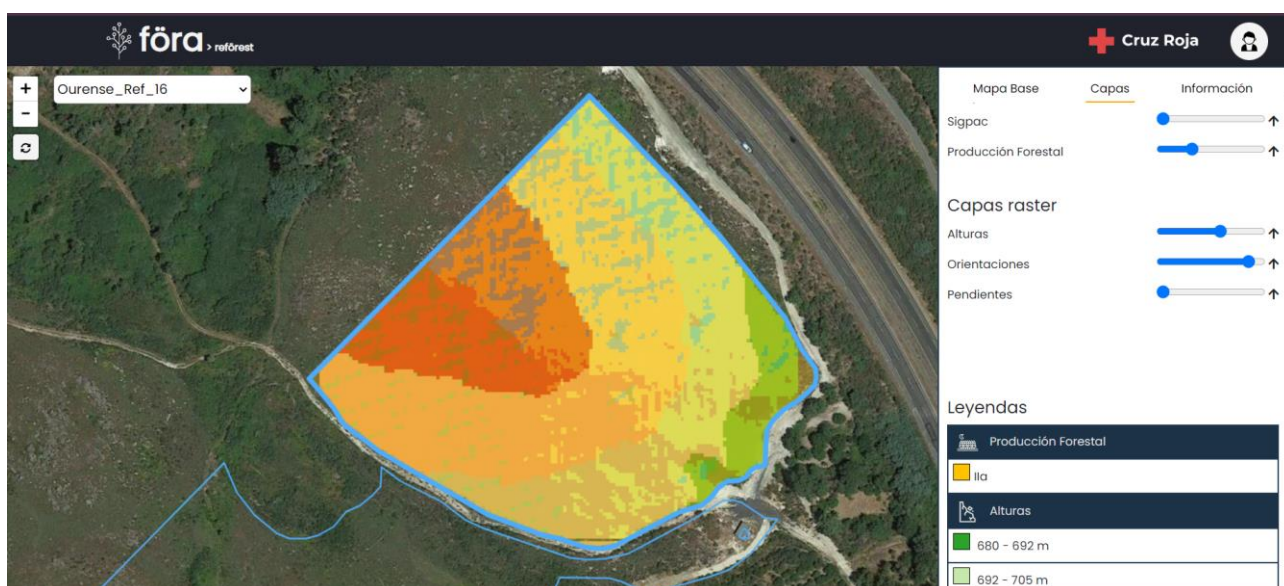 föra > refôrest
Cruz Roja
+
Ourense_Ref_16
-
Mapa Base Capas Información
Sigpac
Producción Forestal
Capas raster
Alturas
Orientaciones
Pendientes
Leyendas
Producción Forestal
IIa
Alturas
680 - 692 m
692 - 705 m